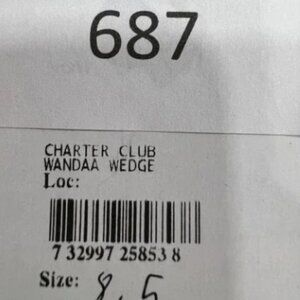 687
CHARTER CLUB
WANDAA WEDGE
Loc:
7 32997 25853 8
Size: 8.5